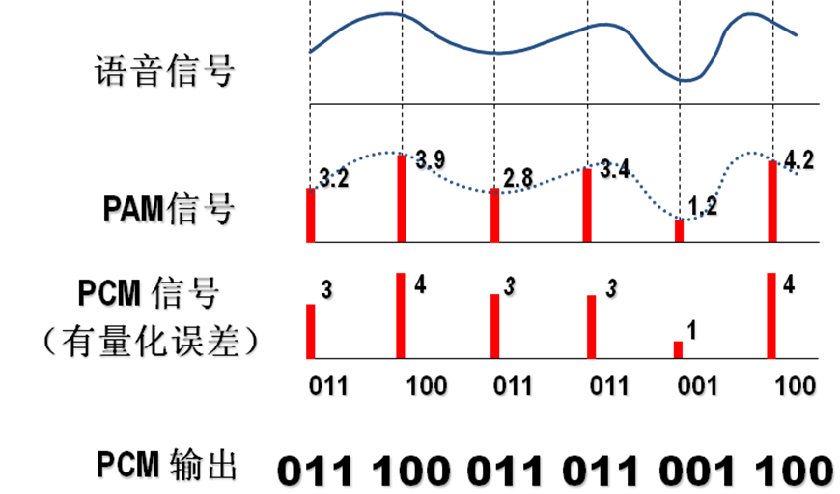 语音信号
3.2 3.9 2.8 3.4 1.2 4.2
PAM信号
3 4 3 3 1 4
PCM 信号
（有量化误差）
011 100 011 011 001 100
PCM 输出 011 100 011 011 001 100